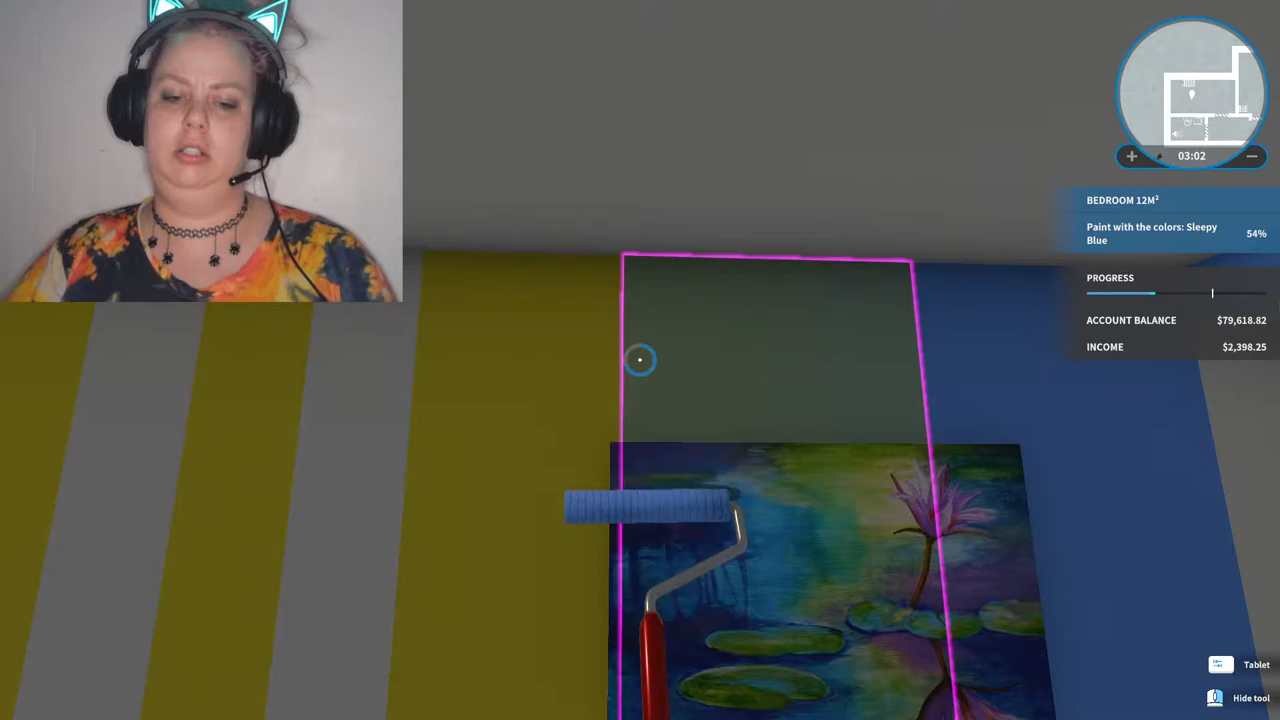 03:02
BEDROOM 12M²
Paint with the colors: Sleepy
Blue
54%
PROGRESS
ACCOUNT BALANCE $79,618.82
INCOME $2,398.25
Tablet
Hide tool